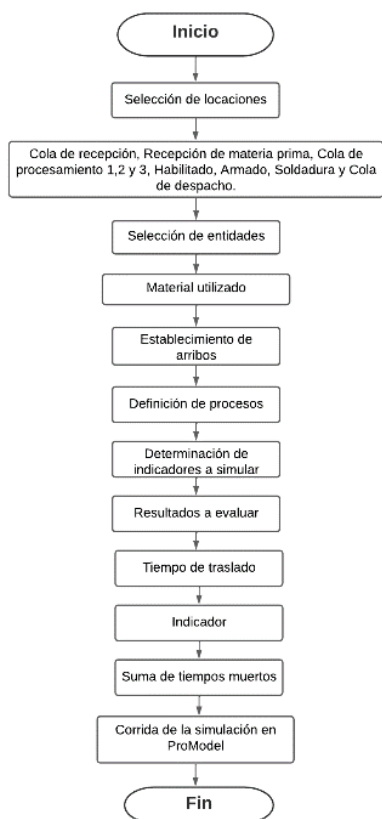 Inicio
Selección de locaciones
Cola de recepción, Recepción de materia prima, Cola de
procesamiento 1,2 y 3, Habilitado, Armado, Soldadura y Cola
de despacho.
Selección de entidades
Material utilizado
Establecimiento de
arribos
Definición de procesos
Determinación de
indicadores a simular
Resultados a evaluar
Tiempo de traslado
Indicador
Suma de tiempos muertos
Corrida de la simulación en
ProModel
Fin